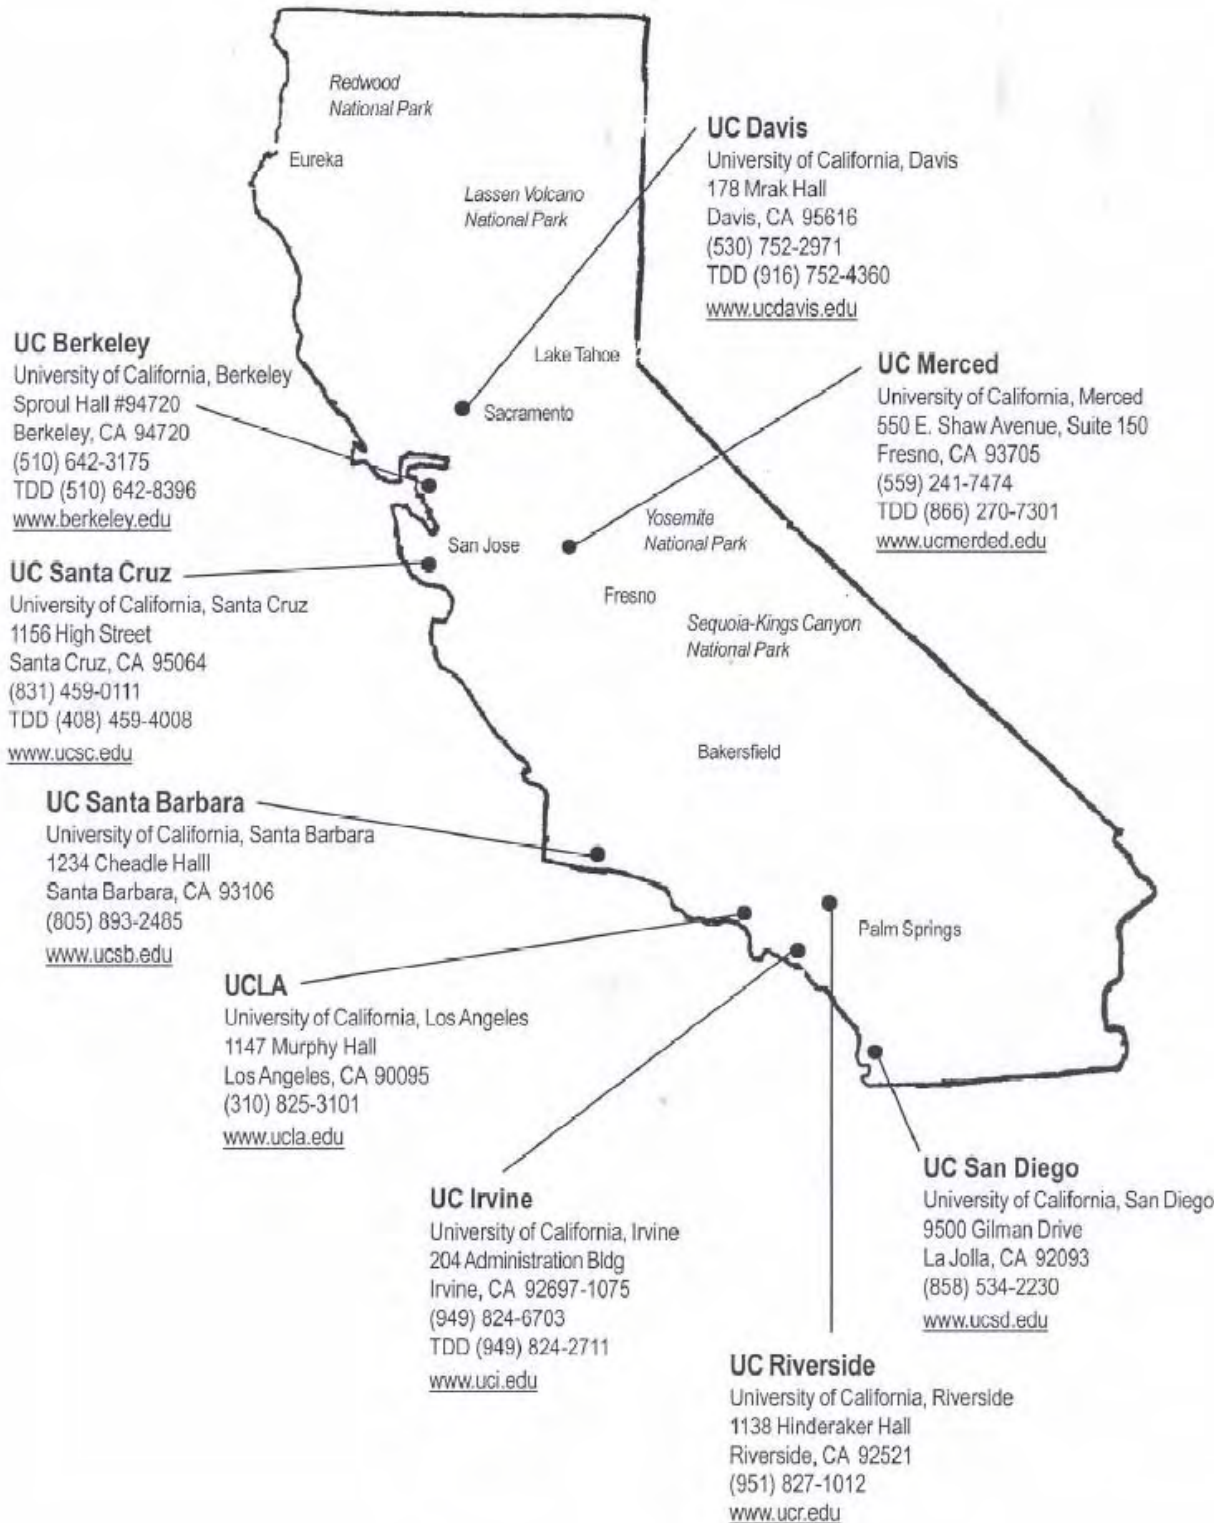 Redwood
National Park
Eureka
Lassen Volcano
National Park
UC Davis
University of California, Davis
178 Mrak Hall
Davis, CA 95616
(530) 752-2971
TDD (916) 752-4360
www.ucdavis.edu
Lake Tahoe
Sacramento
UC Berkeley
University of California, Berkeley
Sproul Hall #94720
Berkeley, CA 94720
(510) 642-3175
TDD (510) 642-8396
www.berkeley.edu
UC Merced
University of California, Merced
550 E. Shaw Avenue, Suite 150
Fresno, CA 93705
(559) 241-7474
TDD (866) 270-7301
www.ucmerded.edu
San Jose
Yosemite
National Park
Fresno
Sequoia-Kings Canyon
National Park
UC Santa Cruz
University of California, Santa Cruz
1156 High Street
Santa Cruz, CA 95064
(831) 459-0111
TDD (408) 459-4008
www.ucsc.edu
Bakersfield
UC Santa Barbara
University of California, Santa Barbara
1234 Cheadle Halll
Santa Barbara, CA 93106
(805) 893-2485
www.ucsb.edu
Palm Springs
UCLA
University of California, Los Angeles
1147 Murphy Hall
Los Angeles, CA 90095
(310) 825-3101
www.ucla.edu
UC Irvine
University of California, Irvine
204 Administration Bldg
Irvine, CA 92697-1075
(949) 824-6703
TDD (949) 824-2711
www.uci.edu
UC San Diego
University of California, San Diego
9500 Gilman Drive
La Jolla, CA 92093
(858) 534-2230
www.ucsd.edu
UC Riverside
University of California, Riverside
1138 Hinderaker Hall
Riverside, CA 92521
(951) 827-1012
www.ucr.edu